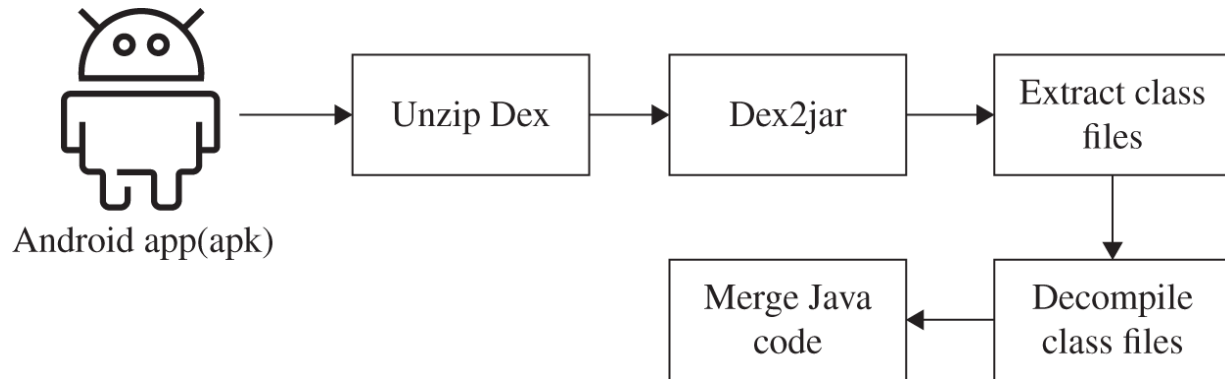 Android app(apk)
Unzip Dex
Dex2jar
Extract class
files
Decompile
class files
Merge Java
code